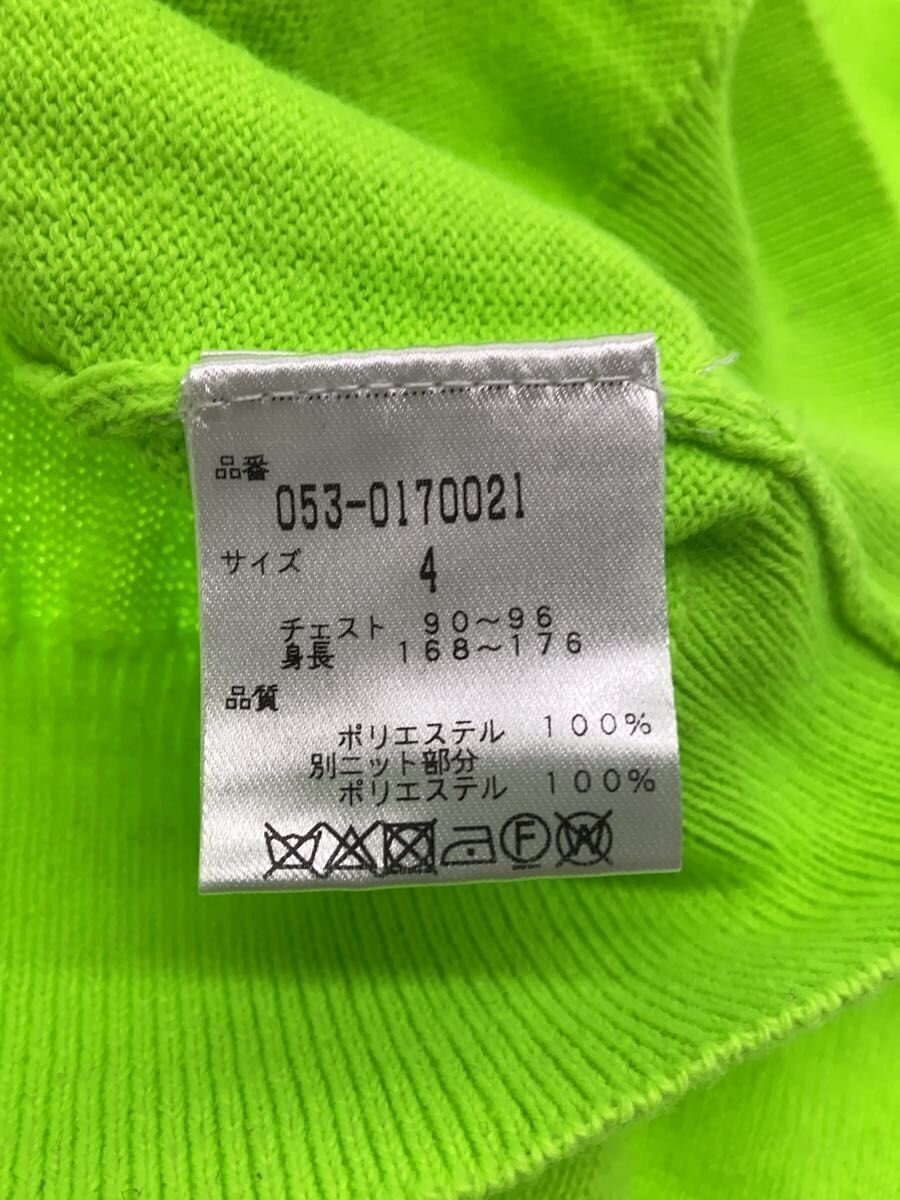 品番
053-0170021
サイズ 4
チェスト 90～96
身長 168～176
品質
ポリエステル 100%
別ニット部分
ポリエステル 100%
F W